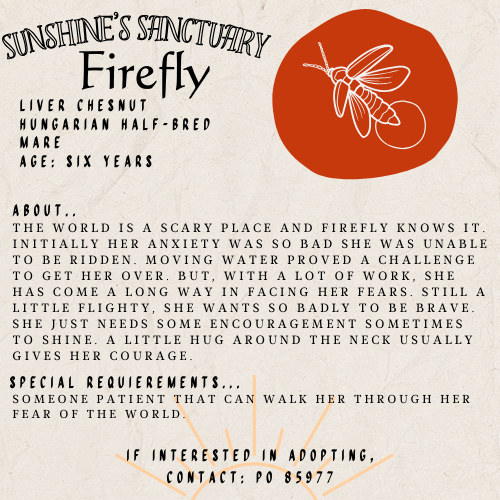 SUNSHINE'S SANCTUARY
Firefly
LIVER CHESNUT
HUNGARIAN HALF-BRED
MARE
AGE: SIX YEARS
ABOUT..
THE WORLD IS A SCARY PLACE AND FIREFLY KNOWS IT.
INITIALLY HER ANXIETY WAS SO BAD SHE WAS UNABLE
TO BE RIDDEN. MOVING WATER PROVED A CHALLENGE
TO GET HER OVER. BUT, WITH A LOT OF WORK, SHE
HAS COME A LONG WAY IN FACING HER FEARS. STILL A
LITTLE FLIGHTY, SHE WANTS SO BADLY TO BE BRAVE.
SHE JUST NEEDS SOME ENCOURAGEMENT SOMETIMES
TO SHINE. A LITTLE HUG AROUND THE NECK USUALLY
GIVES HER COURAGE.
SPECIAL REQUIEREMENTS...
SOMEONE PATIENT THAT CAN WALK HER THROUGH HER
FEAR OF THE WORLD.
IF INTERESTED IN ADOPTING,
CONTACT: PO 85977